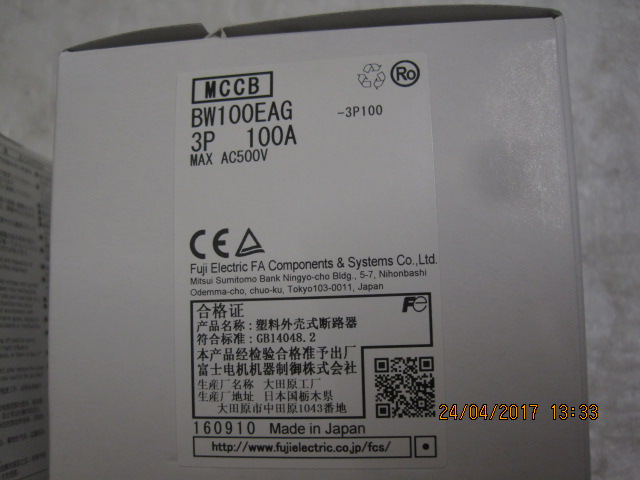 MCCB
Ro
BW100EAG -3P100
3P 100A
MAX AC500V
CE
Fuji Electric FA Components & Systems Co.,Ltd.
Mitsui Sumitomo Bank Ningyo-cho Bldg., 5-7, Nihonbashi
Odemma-cho, chuo-ku, Tokyo103-0011, Japan
合格证
Fe
产品名称: 塑料外壳式断路器
符合标准: GB14048.2
本产品经检验合格准予出厂
富士电机机器制御株式会社
生产厂名称 大田原工厂
生产厂地址 日本国栃木県
大田原市中田原1043番地
160910 Made in Japan
http://www.fujielectric.co.jp/fcs/
24/04/2017 13:33